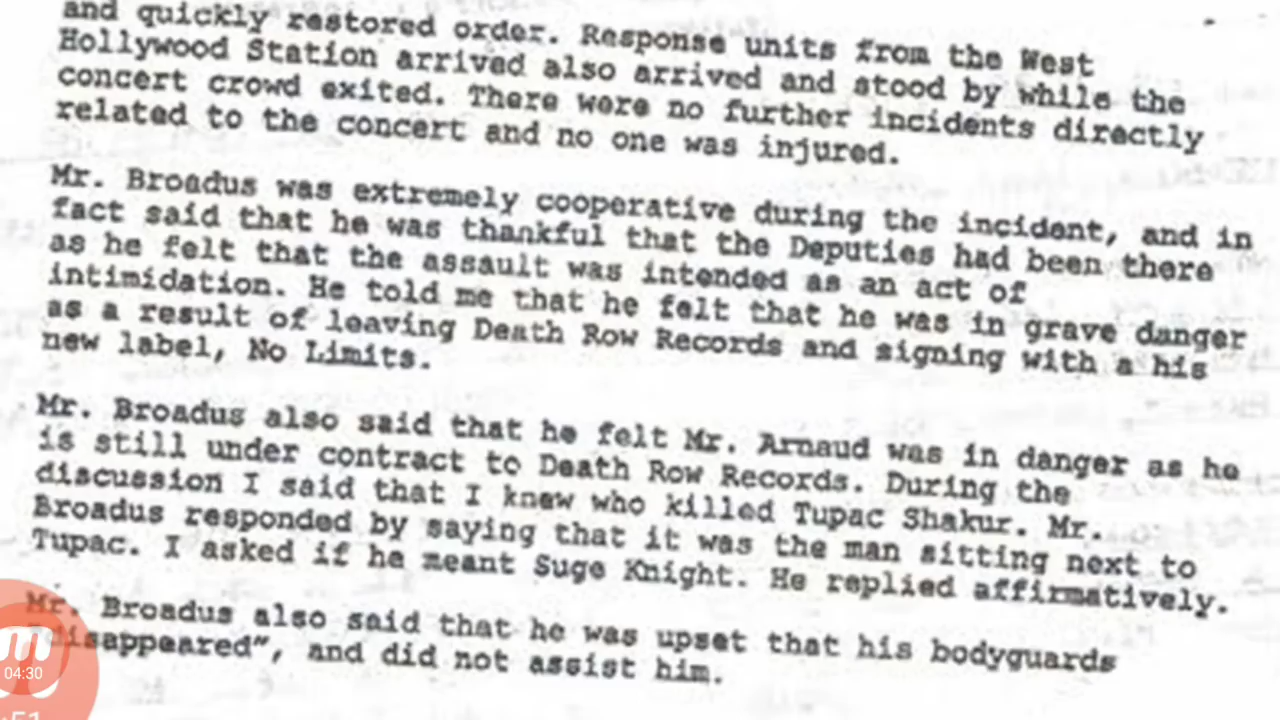 and quickly restored order. Response units from the West
Hollywood Station arrived also arrived and stood by while the
concert crowd exited. There were no further incidents directly
related to the concert and no one was injured.
Mr. Broadus was extremely cooperative during the incident, and in
fact said that he was thankful that the Deputies had been there
as he felt that the assault was intended as an act of
intimidation. He told me that he felt that he was in grave danger
as a result of leaving Death Row Records and signing with a his
new label, No Limits.
Mr. Broadus also said that he felt Mr. Arnaud was in danger as he
is still under contract to Death Row Records. During the
discussion I said that I knew who killed Tupac Shakur. Mr.
Broadus responded by saying that it was the man sitting next to
Tupac. I asked if he meant Suge Knight. He replied affirmatively.
Mr. Broadus also said that he was upset that his bodyguards
"disappeared", and did not assist him.
m
04:30
:51